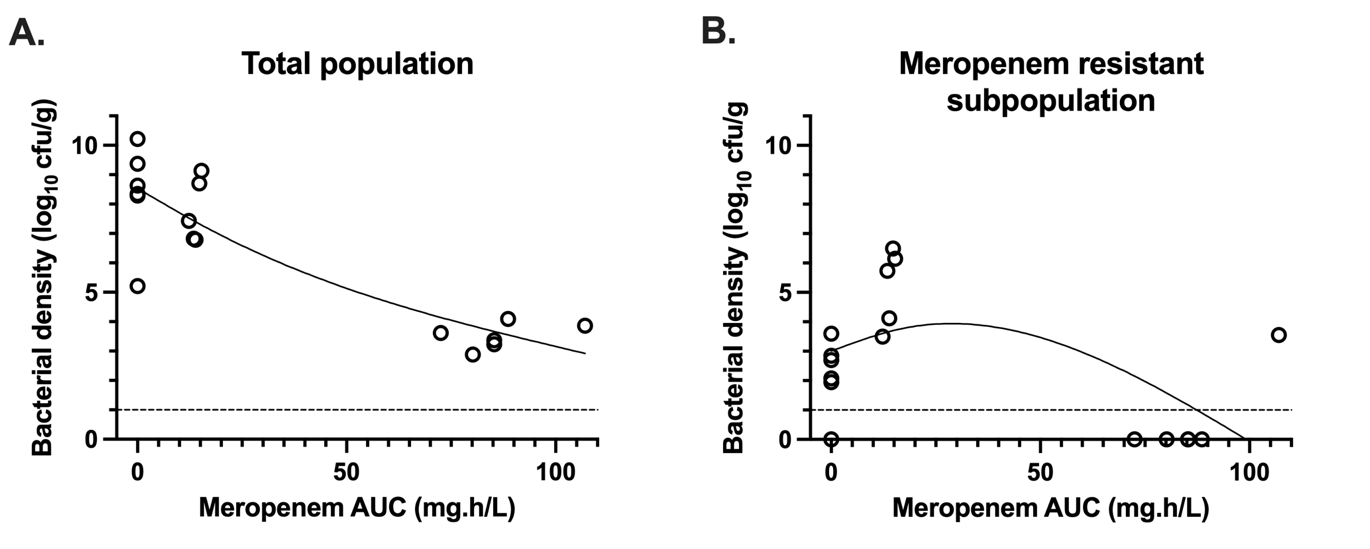 A.
Total population
Bacterial density (log10 cfu/g)
10
5
0
0 50 100
Meropenem AUC (mg.h/L)
B.
Meropenem resistant
subpopulation
Bacterial density (log10 cfu/g
10
5
0
0 50 100
Meropenem AUC (mg.h/L)